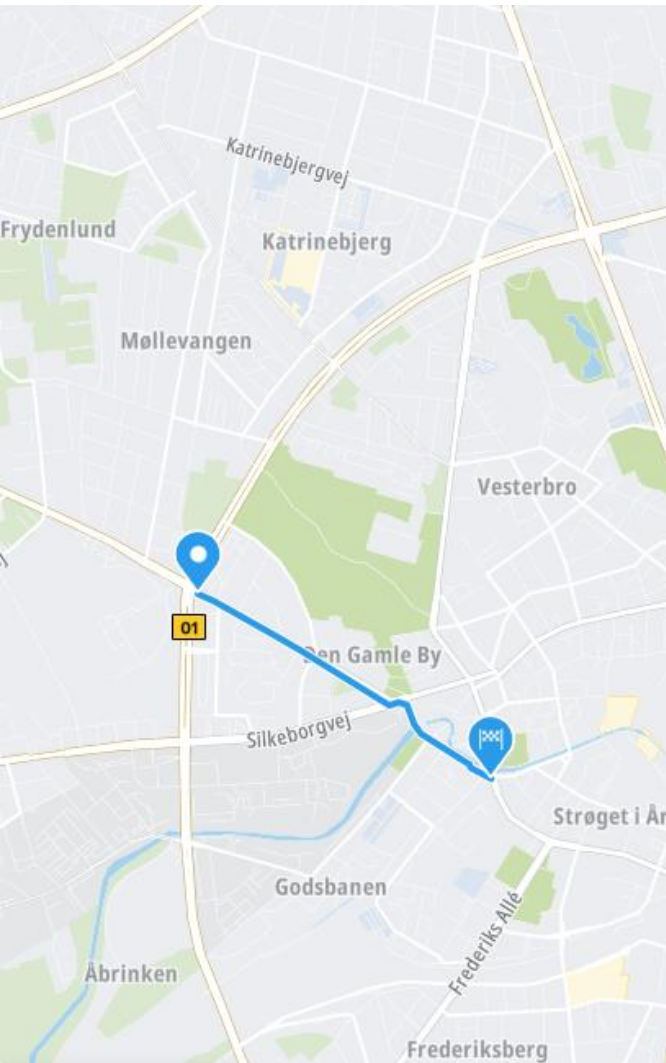 Katrinebjergvej
Frydenlund
Katrinebjerg
Møllevangen
Vesterbro
01
Den Gamle By
Silkeborgvej
Strøget i År
Godsbanen
Frederiks Allé
Åbrinken
Frederiksberg